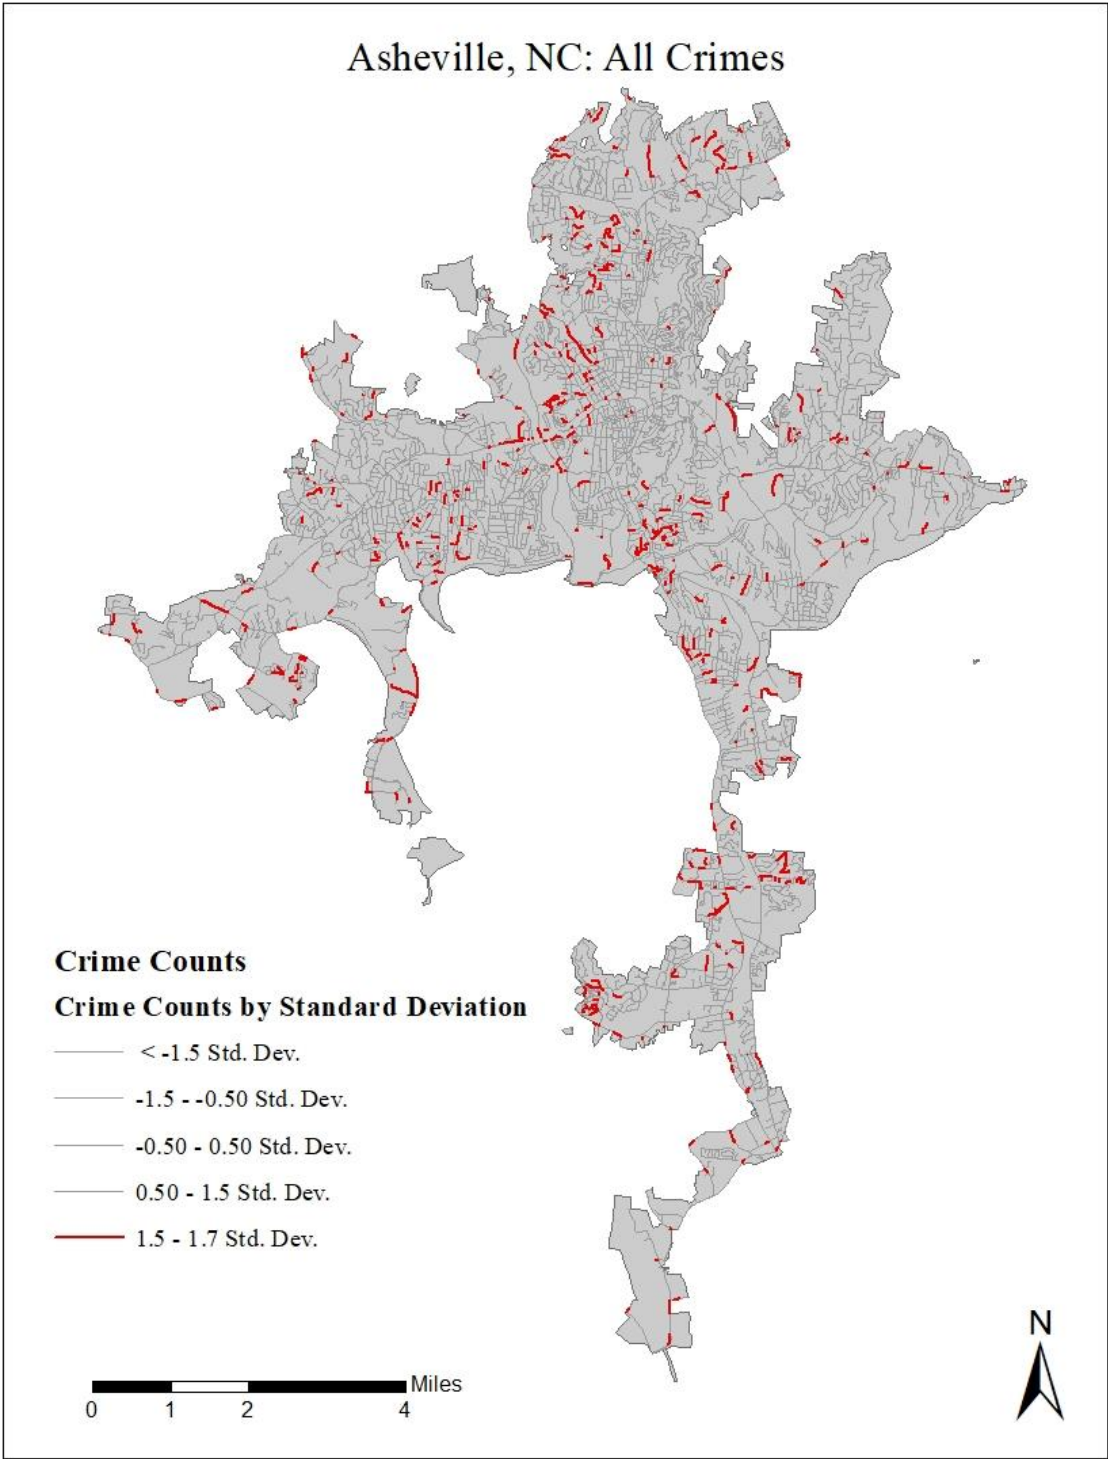 Asheville, NC: All Crimes
Crime Counts
Crime Counts by Standard Deviation
< -1.5 Std. Dev.
-1.5 - -0.50 Std. Dev.
-0.50 - 0.50 Std. Dev.
0.50 - 1.5 Std. Dev.
1.5 - 1.7 Std. Dev.
N
Miles
0 1 2 4